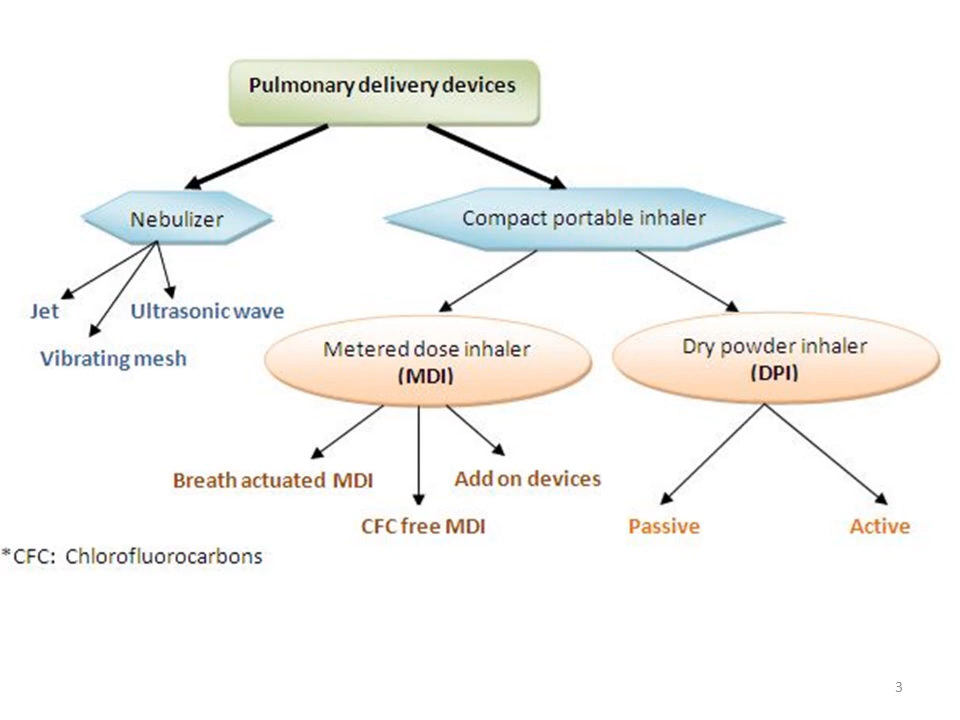 Pulmonary delivery devices
Nebulizer
Compact portable inhaler
Jet
Ultrasonic wave
Vibrating mesh
Metered dose inhaler
(MDI)
Dry powder inhaler
(DPI)
Breath actuated MDI
Add on devices
CFC free MDI
Passive
Active
*CFC: Chlorofluorocarbons
3